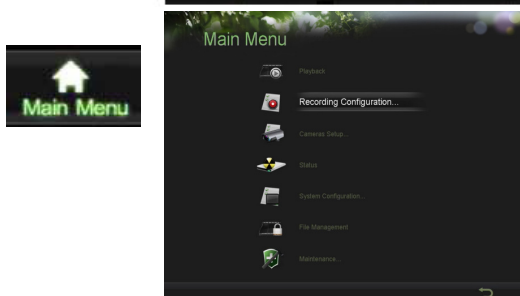 Main Menu
Main Menu
Playback
Recording Configuration...
Cameras Setup...
Status
System Configuration...
File Management
Maintenance...